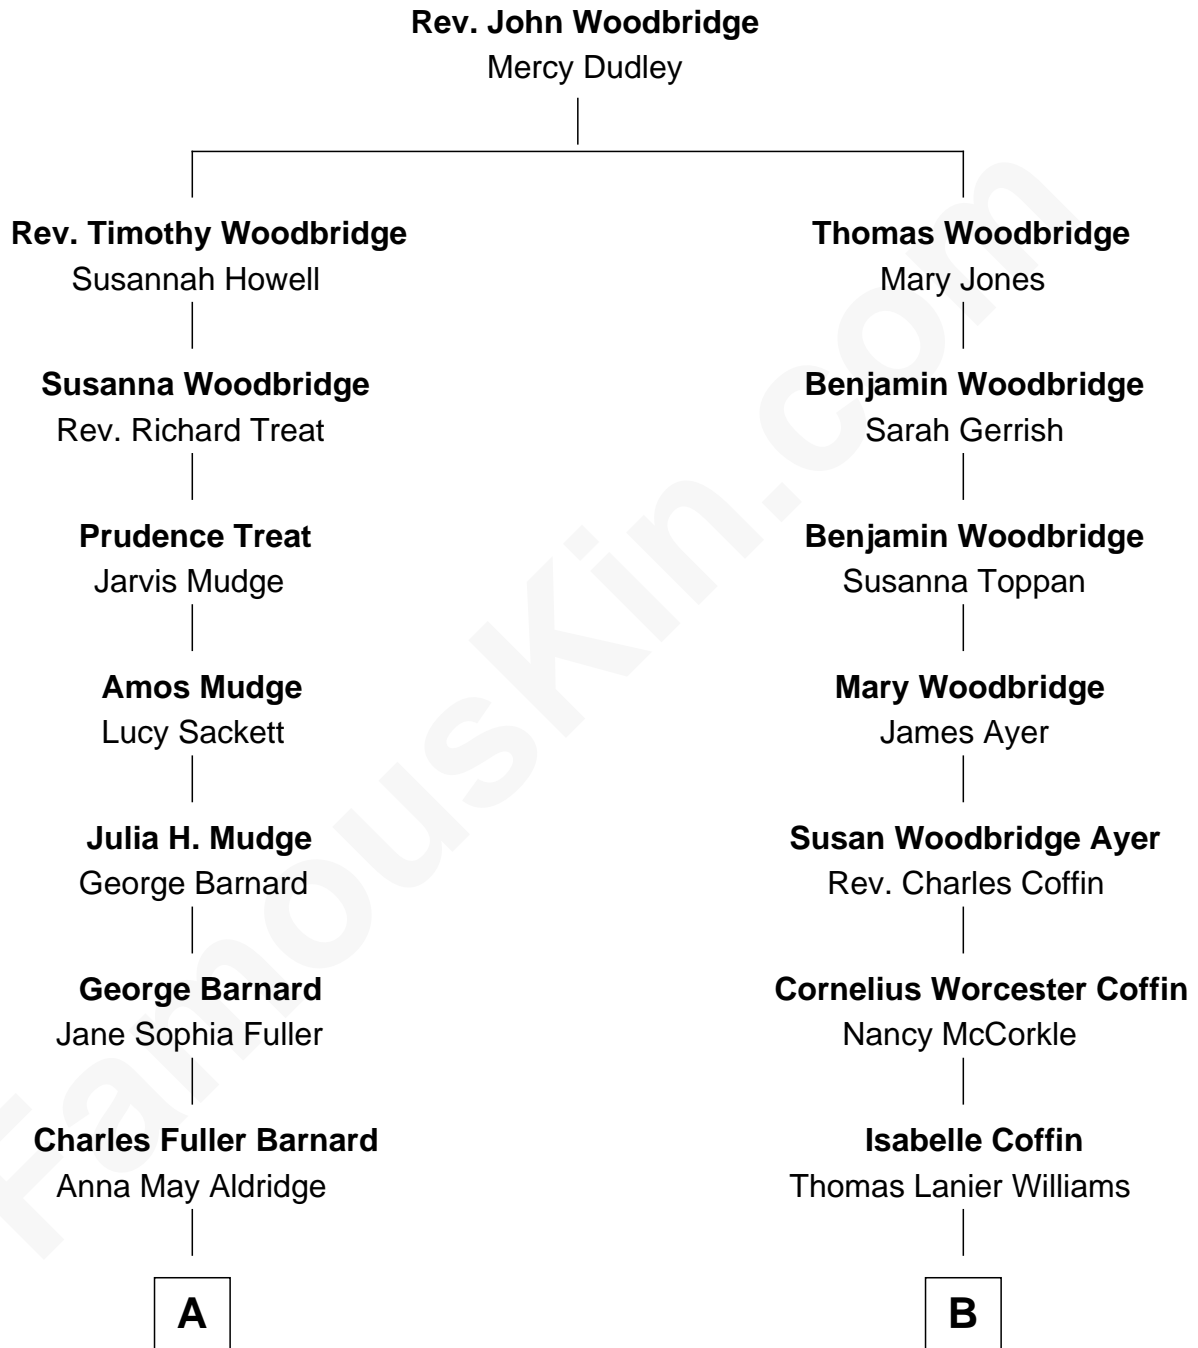 Rev. John Woodbridge
Mercy Dudley
Rev. Timothy Woodbridge
Susannah Howell
Thomas Woodbridge
Mary Jones
Susanna Woodbridge
Rev. Richard Treat
Benjamin Woodbridge
Sarah Gerrish
Prudence Treat
Jarvis Mudge
Benjamin Woodbridge
Susanna Toppan
Amos Mudge
Lucy Sackett
Mary Woodbridge
James Ayer
Julia H. Mudge
George Barnard
Susan Woodbridge Ayer
Rev. Charles Coffin
George Barnard
Jane Sophia Fuller
Cornelius Worcester Coffin
Nancy McCorkle
Charles Fuller Barnard
Anna May Aldridge
Isabelle Coffin
Thomas Lanier Williams
A
B
FamousKin.com